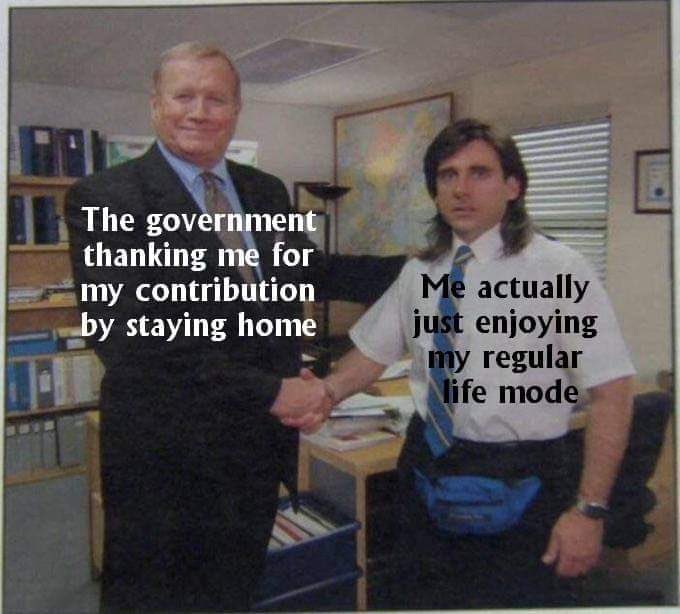 The government
thanking me for
my contribution
by staying home
Me actually
just enjoying
my regular
life mode